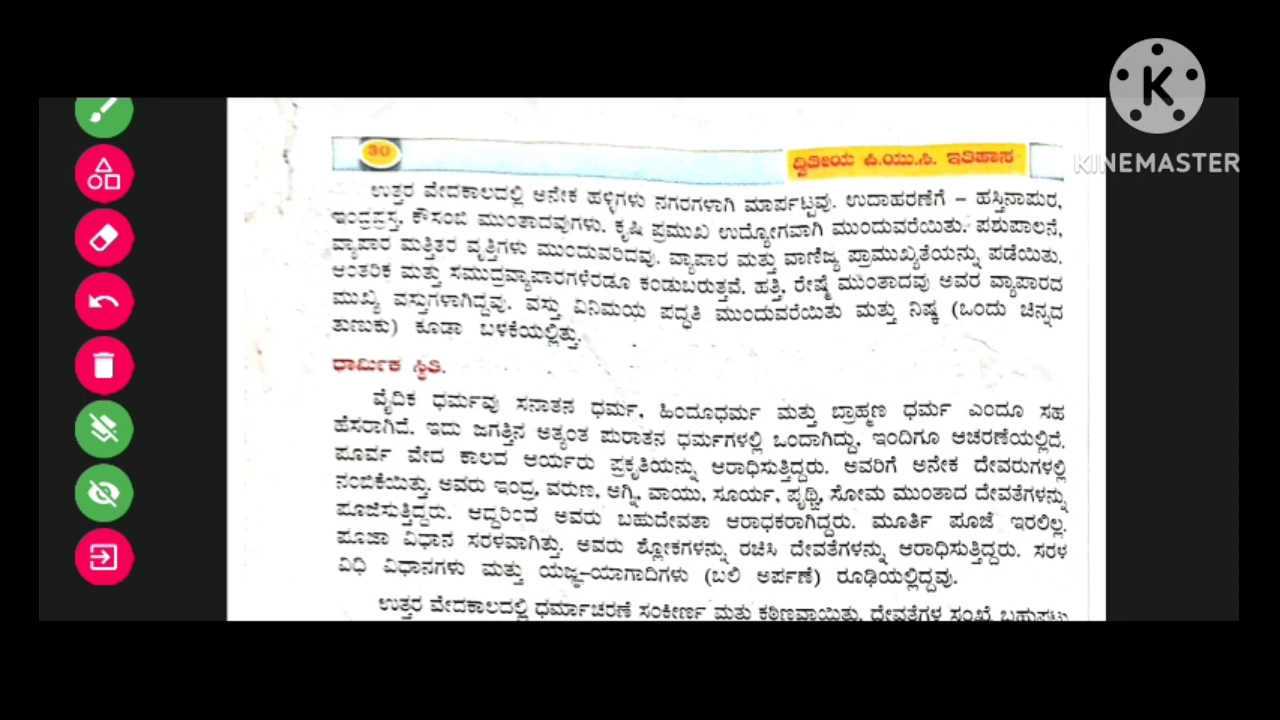 KINEMASTER
30
ದ್ವಿತೀಯ ಪಿ.ಯು.ಸಿ. ಇತಿಹಾಸ
ಉತ್ತರ ವೇದಕಾಲದಲ್ಲಿ ಅನೇಕ ಹಳ್ಳಿಗಳು ನಗರಗಳಾಗಿ ಮಾರ್ಪಟ್ಟವು. ಉದಾಹರಣೆಗೆ – ಹಸ್ತಿನಾಪುರ,
ಇಂದ್ರಪ್ರಸ್ತ, ಕೌಸಂಬಿ ಮುಂತಾದವುಗಳು. ಕೃಷಿ ಪ್ರಮುಖ ಉದ್ಯೋಗವಾಗಿ ಮುಂದುವರೆಯಿತು. ಪಶುಪಾಲನೆ,
ವ್ಯಾಪಾರ ಮತ್ತಿತರ ವೃತ್ತಿಗಳು ಮುಂದುವರಿದವು. ವ್ಯಾಪಾರ ಮತ್ತು ವಾಣಿಜ್ಯ ಪ್ರಾಮುಖ್ಯತೆಯನ್ನು ಪಡೆಯಿತು.
ಆಂತರಿಕ ಮತ್ತು ಸಮುದ್ರವ್ಯಾಪಾರಗಳೆರಡೂ ಕಂಡುಬರುತ್ತವೆ. ಹತ್ತಿ, ರೇಷ್ಮೆ ಮುಂತಾದವು ಅವರ ವ್ಯಾಪಾರದ
ಮುಖ್ಯ ವಸ್ತುಗಳಾಗಿದ್ದವು. ವಸ್ತು ವಿನಿಮಯ ಪದ್ಧತಿ ಮುಂದುವರೆಯಿತು ಮತ್ತು ನಿಷ್ಕ (ಒಂದು ಚಿನ್ನದ
ತುಣುಕು) ಕೂಡಾ ಬಳಕೆಯಲ್ಲಿತ್ತು.
ಧಾರ್ಮಿಕ ಸ್ಥಿತಿ.
ವೈದಿಕ ಧರ್ಮವು ಸನಾತನ ಧರ್ಮ, ಹಿಂದೂಧರ್ಮ ಮತ್ತು ಬ್ರಾಹ್ಮಣ ಧರ್ಮ ಎಂದೂ ಸಹ
ಹೆಸರಾಗಿದೆ. ಇದು ಜಗತ್ತಿನ ಅತ್ಯಂತ ಪುರಾತನ ಧರ್ಮಗಳಲ್ಲಿ ಒಂದಾಗಿದ್ದು, ಇಂದಿಗೂ ಆಚರಣೆಯಲ್ಲಿದೆ.
ಪೂರ್ವ ವೇದ ಕಾಲದ ಆರ್ಯರು ಪ್ರಕೃತಿಯನ್ನು ಆರಾಧಿಸುತ್ತಿದ್ದರು. ಅವರಿಗೆ ಅನೇಕ ದೇವರುಗಳಲ್ಲಿ
ನಂಬಿಕೆಯಿತ್ತು. ಅವರು ಇಂದ್ರ, ವರುಣ, ಅಗ್ನಿ, ವಾಯು, ಸೂರ್ಯ, ಪೃಥ್ವಿ, ಸೋಮ ಮುಂತಾದ ದೇವತೆಗಳನ್ನು
ಪೂಜಿಸುತ್ತಿದ್ದರು. ಆದ್ದರಿಂದ ಅವರು ಬಹುದೇವತಾ ಆರಾಧಕರಾಗಿದ್ದರು. ಮೂರ್ತಿ ಪೂಜೆ ಇರಲಿಲ್ಲ.
ಪೂಜಾ ವಿಧಾನ ಸರಳವಾಗಿತ್ತು. ಅವರು ಶ್ಲೋಕಗಳನ್ನು ರಚಿಸಿ ದೇವತೆಗಳನ್ನು ಆರಾಧಿಸುತ್ತಿದ್ದರು. ಸರಳ
ವಿಧಿ ವಿಧಾನಗಳು ಮತ್ತು ಯಜ್ಞ–ಯಾಗಾದಿಗಳು (ಬಲಿ ಅರ್ಪಣೆ) ರೂಢಿಯಲ್ಲಿದ್ದವು.
ಉತ್ತರ ವೇದಕಾಲದಲ್ಲಿ ಧರ್ಮಾಚರಣೆ ಸಂಕೀರ್ಣ ಮತ್ತು ಕಠಿಣವಾಯಿತು. ದೇವತೆಗಳ ಸಂಖ್ಯೆ